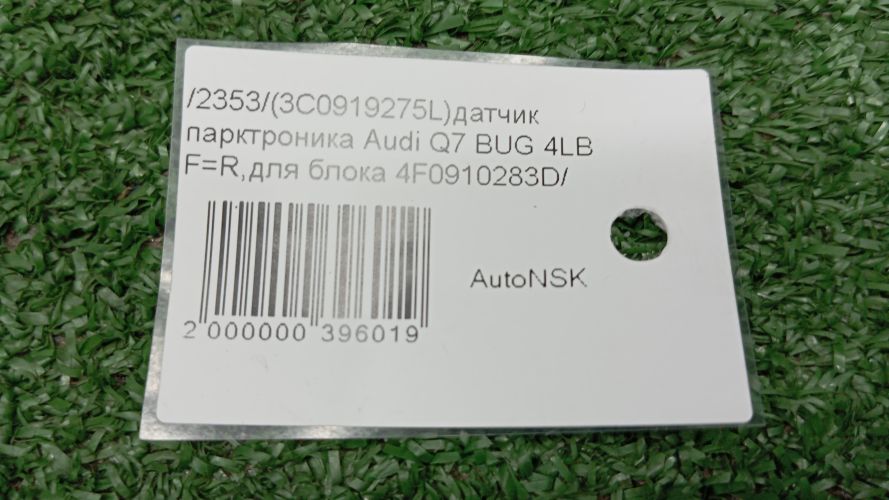 /2353/(3C0919275L)датчик
парктроника Audi Q7 BUG 4LB
F=R,для блока 4F0910283D/
AutoNSK
2 000000 396019